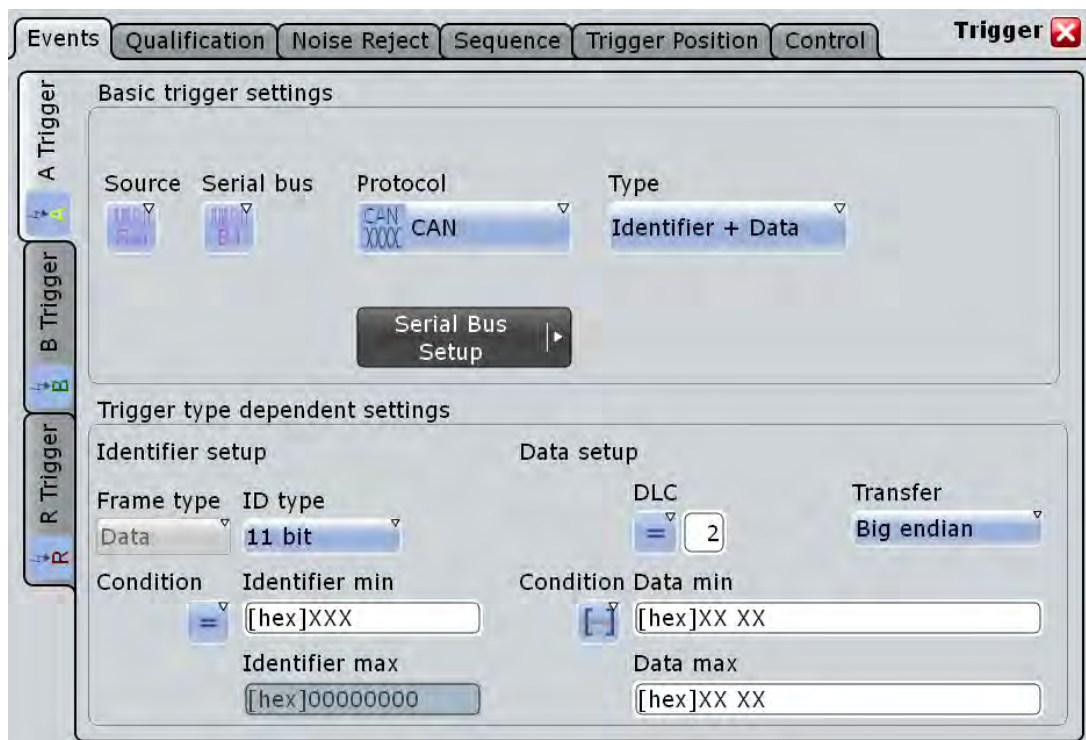 Events Qualification Noise Reject Sequence Trigger Position Control Trigger
A Trigger
A
B Trigger
B
R Trigger
R
Basic trigger settings
Source Serial bus Protocol Type
CAN CAN Identifier + Data
Serial Bus
Setup
Trigger type dependent settings
Identifier setup Data setup
Frame type ID type DLC Transfer
Data 11 bit = 2 Big endian
Condition Identifier min Condition Data min
= [hex]XXX [hex]XX XX
Identifier max Data max
[hex]00000000 [hex]XX XX